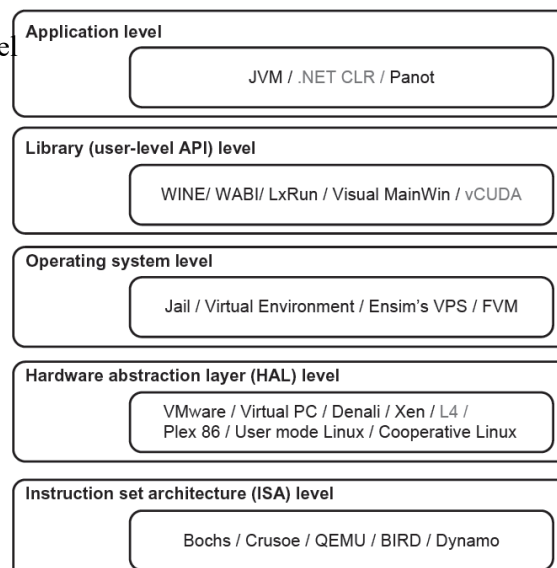 Application level
el
JVM / .NET CLR / Panot
Library (user-level API) level
WINE/ WABI/ LxRun / Visual MainWin / vCUDA
Operating system level
Jail / Virtual Environment / Ensim's VPS / FVM
Hardware abstraction layer (HAL) level
VMware / Virtual PC / Denali / Xen / L4 /
Plex 86 / User mode Linux / Cooperative Linux
Instruction set architecture (ISA) level
Bochs / Crusoe / QEMU / BIRD / Dynamo